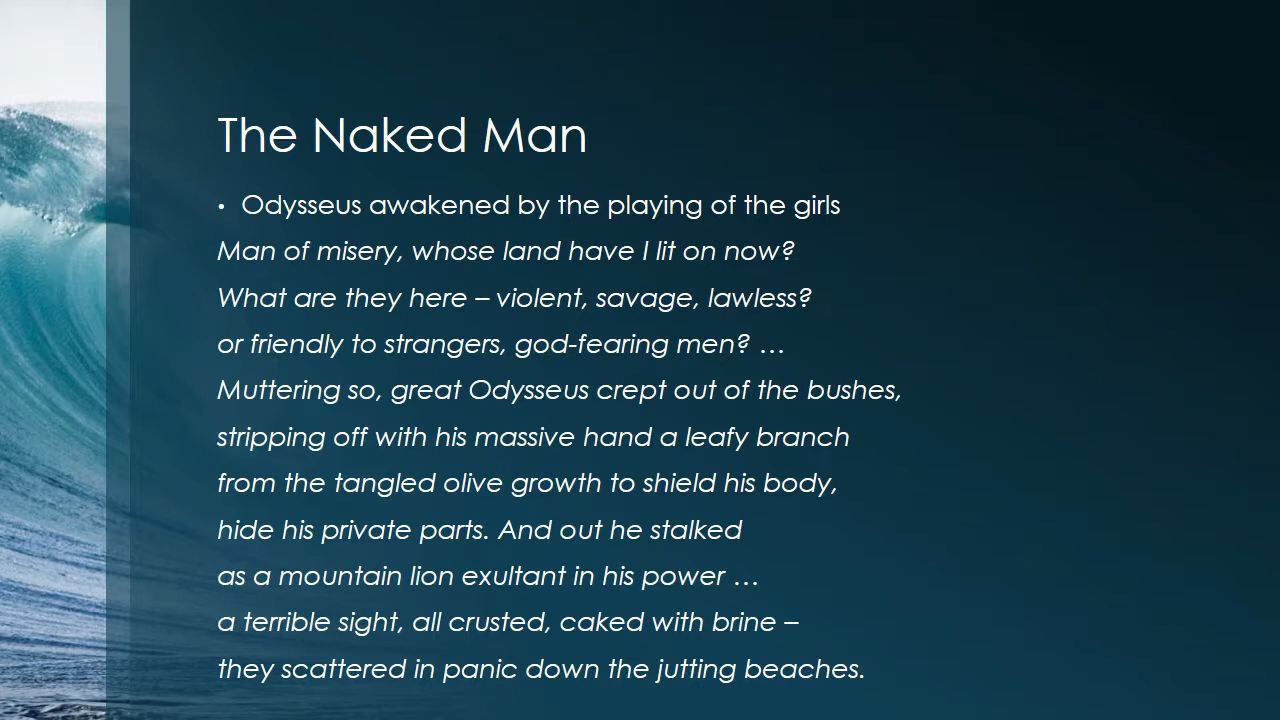 The Naked Man
• Odysseus awakened by the playing of the girls
Man of misery, whose land have I lit on now?
What are they here – violent, savage, lawless?
or friendly to strangers, god-fearing men? …
Muttering so, great Odysseus crept out of the bushes,
stripping off with his massive hand a leafy branch
from the tangled olive growth to shield his body,
hide his private parts. And out he stalked
as a mountain lion exultant in his power …
a terrible sight, all crusted, caked with brine –
they scattered in panic down the jutting beaches.